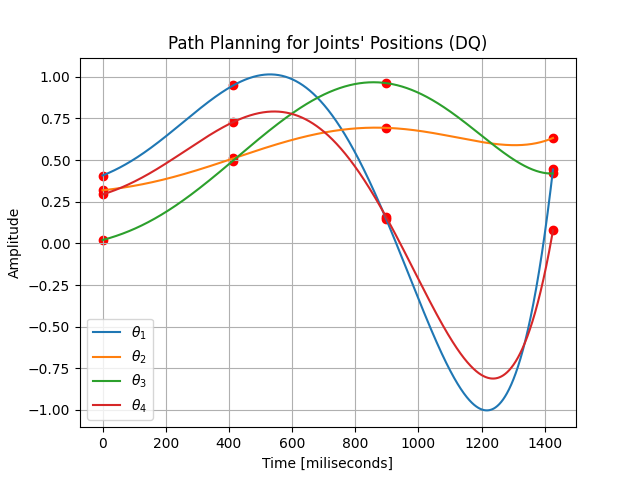 Path Planning for Joints' Positions (DQ)
1.00
0.75
0.50
0.25
0.00
−0.25
−0.50
−0.75
−1.00
Amplitude
θ1
θ2
θ3
θ4
0 200 400 600 800 1000 1200 1400
Time [miliseconds]